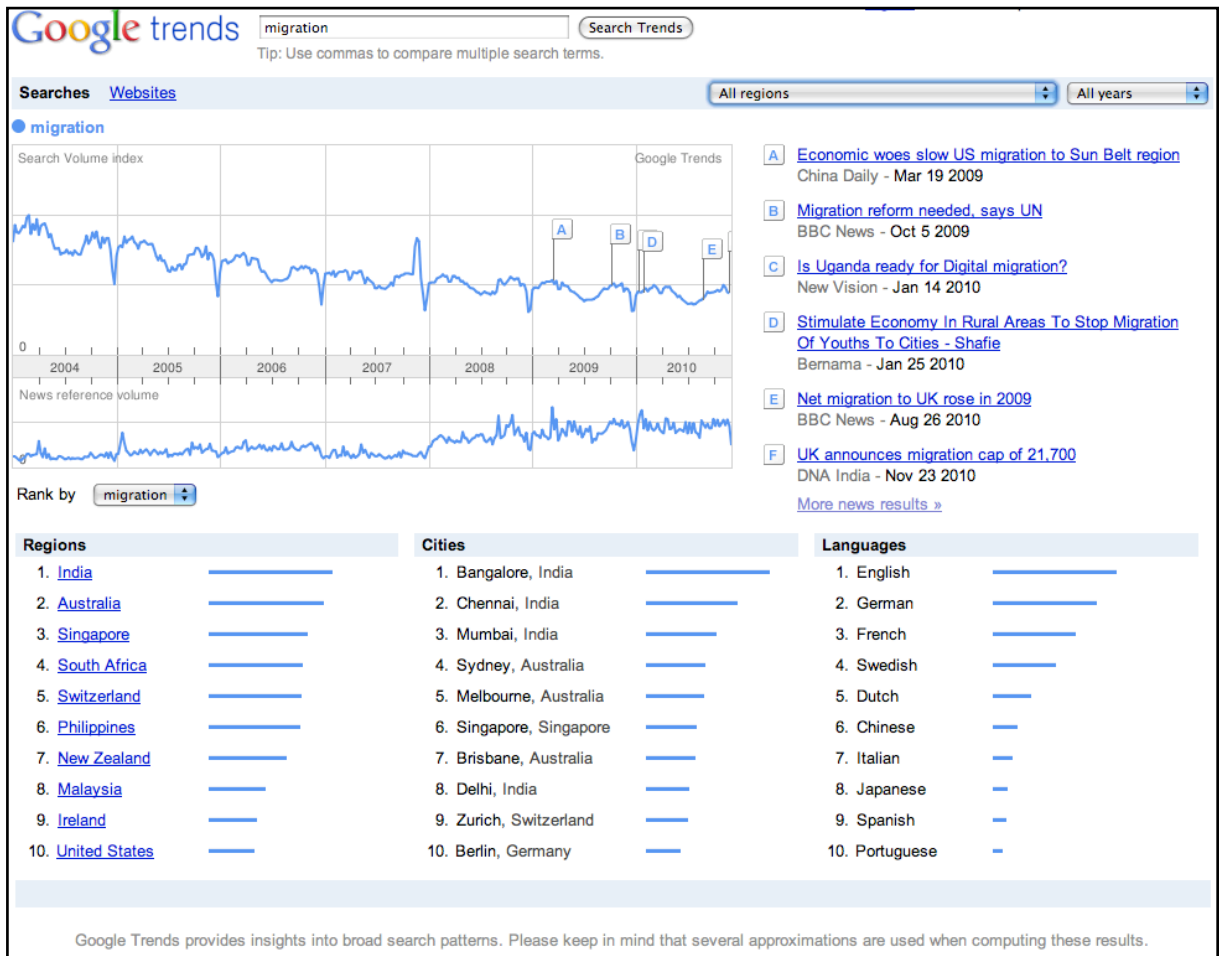 Google trends
migration
Search Trends
Tip: Use commas to compare multiple search terms.
Searches Websites
All regions
All years
migration
Search Volume index
Google Trends
A
B
D
E
0
2004 2005 2006 2007 2008 2009 2010
News reference volume
0
A Economic woes slow US migration to Sun Belt region
China Daily - Mar 19 2009
B Migration reform needed, says UN
BBC News - Oct 5 2009
C Is Uganda ready for Digital migration?
New Vision - Jan 14 2010
D Stimulate Economy In Rural Areas To Stop Migration
Of Youths To Cities - Shafie
Bernama - Jan 25 2010
E Net migration to UK rose in 2009
BBC News - Aug 26 2010
F UK announces migration cap of 21,700
DNA India - Nov 23 2010
More news results »
Rank by migration
Regions
1. India
2. Australia
3. Singapore
4. South Africa
5. Switzerland
6. Philippines
7. New Zealand
8. Malaysia
9. Ireland
10. United States
Cities
1. Bangalore, India
2. Chennai, India
3. Mumbai, India
4. Sydney, Australia
5. Melbourne, Australia
6. Singapore, Singapore
7. Brisbane, Australia
8. Delhi, India
9. Zurich, Switzerland
10. Berlin, Germany
Languages
1. English
2. German
3. French
4. Swedish
5. Dutch
6. Chinese
7. Italian
8. Japanese
9. Spanish
10. Portuguese
Google Trends provides insights into broad search patterns. Please keep in mind that several approximations are used when computing these results.